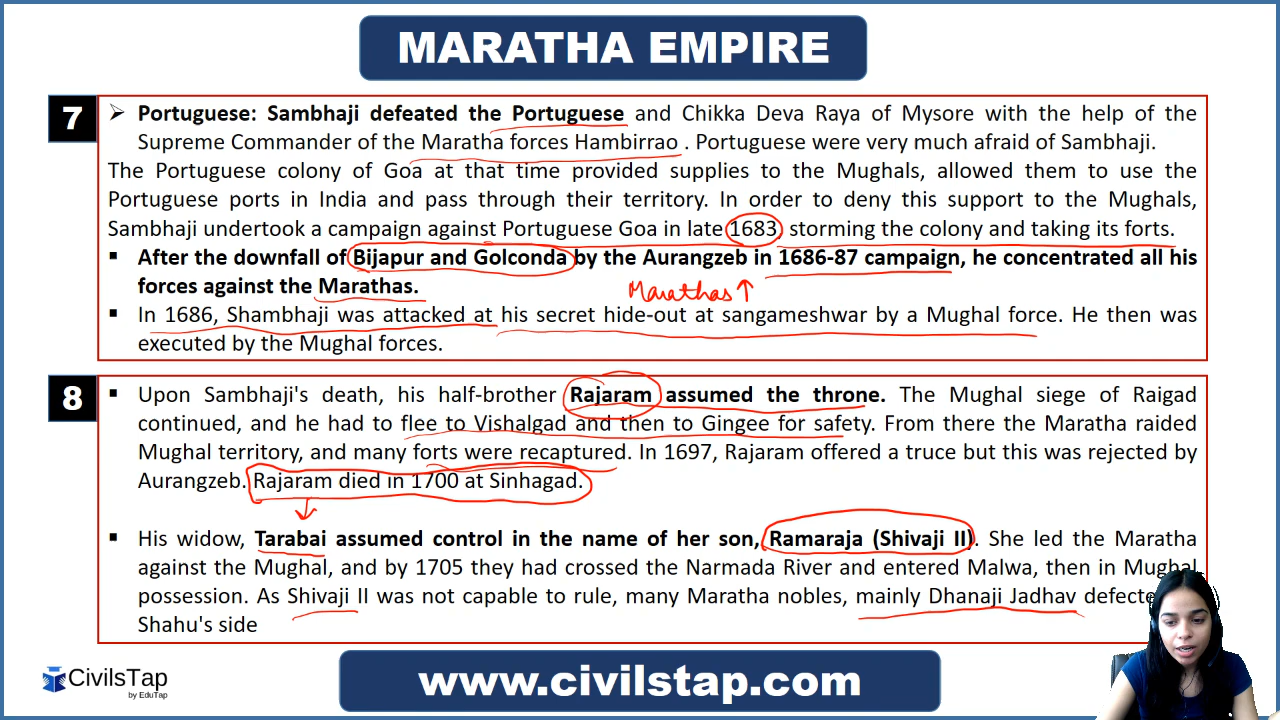 MARATHA EMPIRE
7
➢ Portuguese: Sambhaji defeated the Portuguese and Chikka Deva Raya of Mysore with the help of the
Supreme Commander of the Maratha forces Hambirrao . Portuguese were very much afraid of Sambhaji.
The Portuguese colony of Goa at that time provided supplies to the Mughals, allowed them to use the
Portuguese ports in India and pass through their territory. In order to deny this support to the Mughals,
Sambhaji undertook a campaign against Portuguese Goa in late 1683 storming the colony and taking its forts.
▪ After the downfall of Bijapur and Golconda by the Aurangzeb in 1686-87 campaign, he concentrated all his
forces against the Marathas.
Marathas ↑
▪ In 1686, Shambhaji was attacked at his secret hide-out at sangameshwar by a Mughal force. He then was
executed by the Mughal forces.
8
▪ Upon Sambhaji's death, his half-brother Rajaram assumed the throne. The Mughal siege of Raigad
continued, and he had to flee to Vishalgad and then to Gingee for safety. From there the Maratha raided
Mughal territory, and many forts were recaptured. In 1697, Rajaram offered a truce but this was rejected by
Aurangzeb. Rajaram died in 1700 at Sinhagad.
▪ His widow, Tarabai assumed control in the name of her son, Ramaraja (Shivaji II). She led the Maratha
against the Mughal, and by 1705 they had crossed the Narmada River and entered Malwa, then in Mughal
possession. As Shivaji II was not capable to rule, many Maratha nobles, mainly Dhanaji Jadhav
Shahu's side
CivilsTap
by EduTap
www.civilstap.com